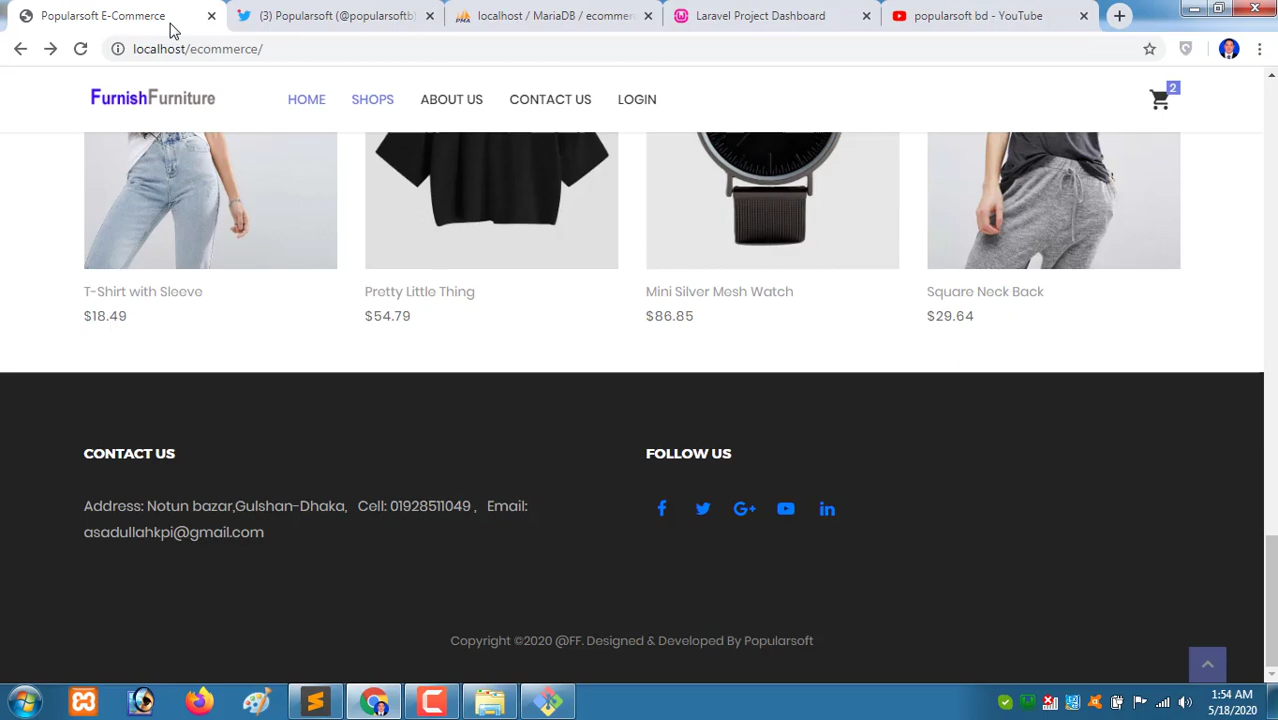 Popularsoft E-Commerce
(3) Popularsoft (@popularsoftb
localhost / MariaDB / ecommerc
Laravel Project Dashboard
popularsoft bd - YouTube
localhost/ecommerce/
FurnishFurniture
HOME
SHOPS
ABOUT US
CONTACT US
LOGIN
2
T-Shirt with Sleeve
$18.49
Pretty Little Thing
$54.79
Mini Silver Mesh Watch
$86.85
Square Neck Back
$29.64
CONTACT US
Address: Notun bazar,Gulshan-Dhaka, Cell: 01928511049 , Email:
asadullahkpi@gmail.com
FOLLOW US
Copyright ©2020 @FF. Designed & Developed By Popularsoft
1:54 AM
5/18/2020